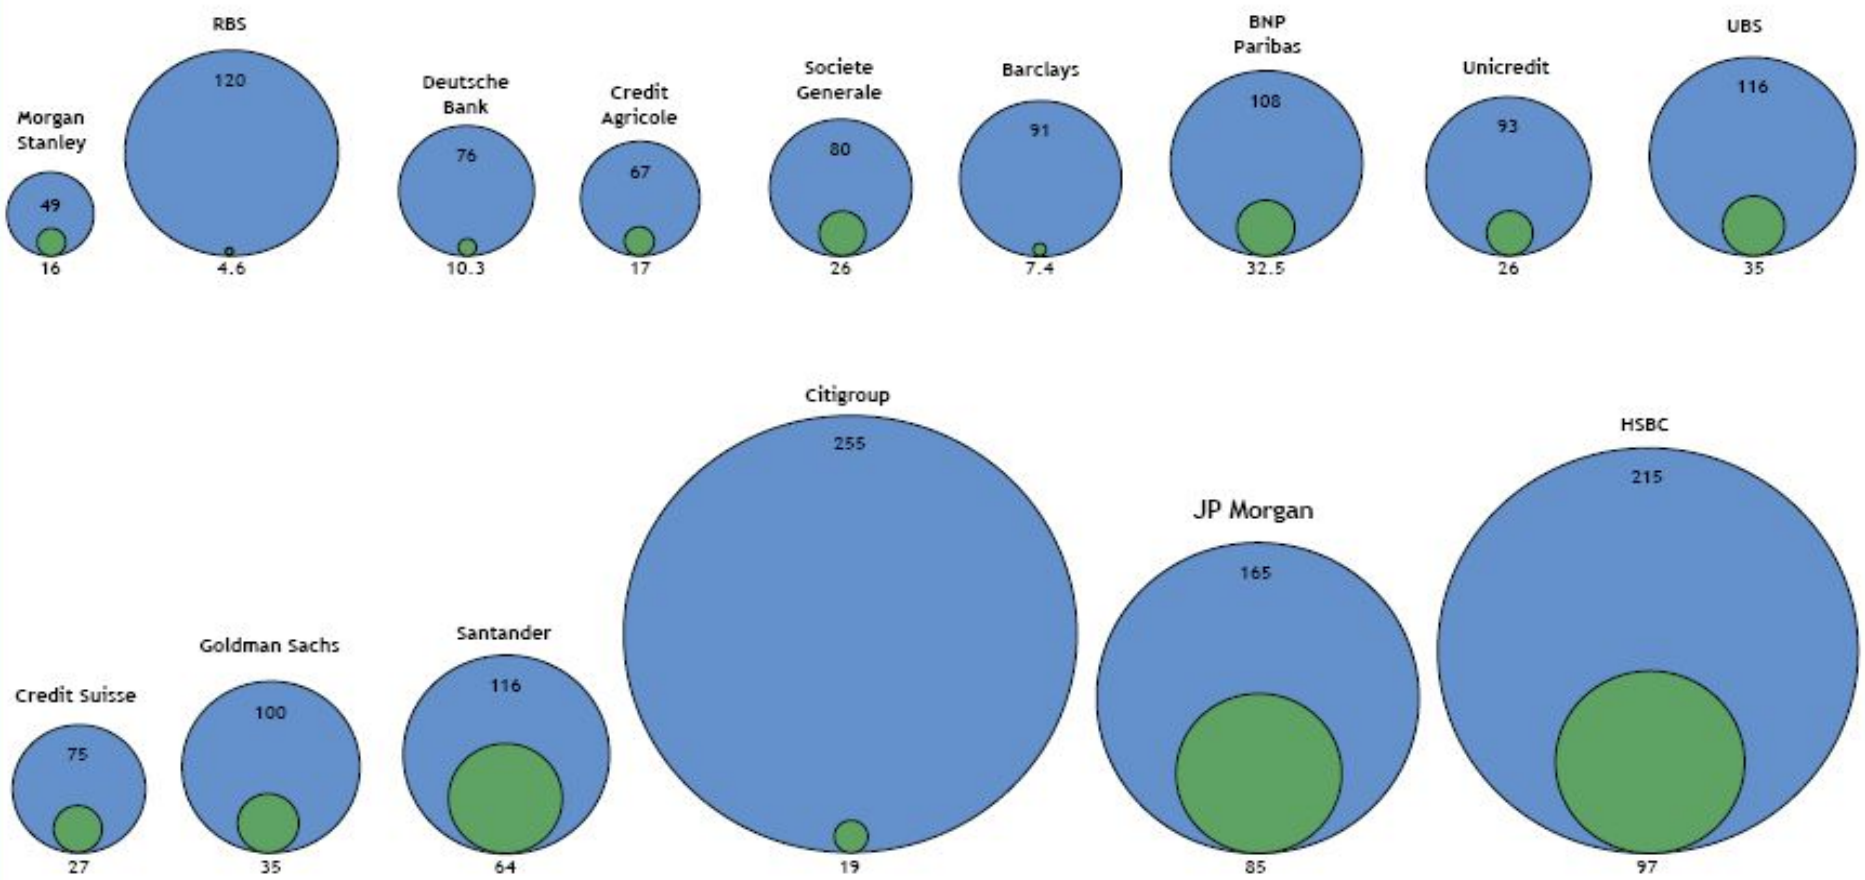 RBS
120
4.6
Morgan
Stanley
49
16
Deutsche
Bank
76
10.3
Credit
Agricole
67
17
Societe
Generale
80
26
Barclays
91
7.4
BNP
Paribas
108
32.5
Unicredit
93
26
UBS
116
35
Credit Suisse
75
27
Goldman Sachs
100
35
Santander
116
64
Citigroup
255
19
JP Morgan
165
85
HSBC
215
97